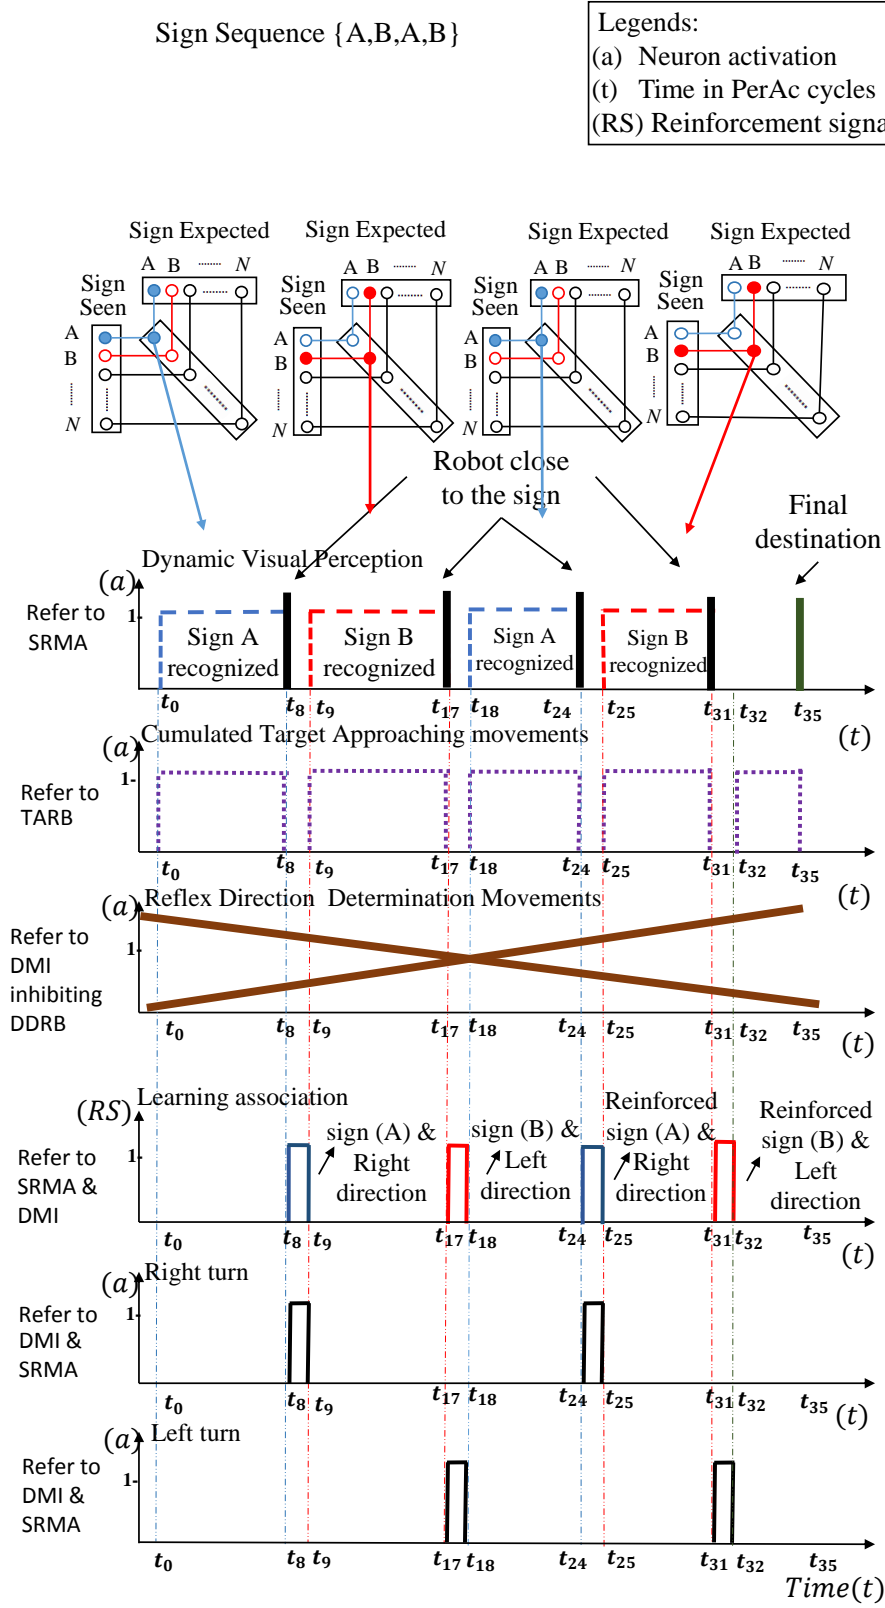 Sign Sequence {A,B,A,B}
Legends:
(a) Neuron activation
(t) Time in PerAc cycles
(RS) Reinforcement signa
Sign Expected
Sign Expected
Sign Expected
Sign Expected
A B ........ N
A B ........ N
A B ........ N
A B ........ N
Sign
Seen
Sign
Seen
Sign
Seen
Sign
Seen
A
B
N
A
B
N
A
B
N
A
B
N
Robot close
to the sign
Final
destination
Dynamic Visual Perception
(a)
Refer to
SRMA
1-
Sign A
recognized
Sign B
recognized
Sign A
recognized
Sign B
recognized
t0 t8 t9 t17 t18 t24 t25 t31 t32 t35
(t)
Cumulated Target Approaching movements
(a)
Refer to
TARB
1-
t0 t8 t9 t17 t18 t24 t25 t31 t32 t35
(t)
Reflex Direction Determination Movements
(a)
Refer to
DMI
inhibiting
DDRB
1-
t0 t8 t9 t17 t18 t24 t25 t31 t32 t35
(t)
Learning association
(RS)
Refer to
SRMA &
DMI
1-
sign (A) &
Right
direction
sign (B) &
Left
direction
Reinforced
sign (A) &
Right
direction
Reinforced
sign (B) &
Left
direction
t0 t8 t9 t17 t18 t24 t25 t31 t32 t35
(t)
Right turn
(a)
Refer to
DMI &
SRMA
1-
t0 t8 t9 t17 t18 t24 t25 t31 t32 t35 (t)
Left turn
(a)
Refer to
DMI &
SRMA
1-
t0 t8 t9 t17 t18 t24 t25 t31 t32 t35
Time(t)